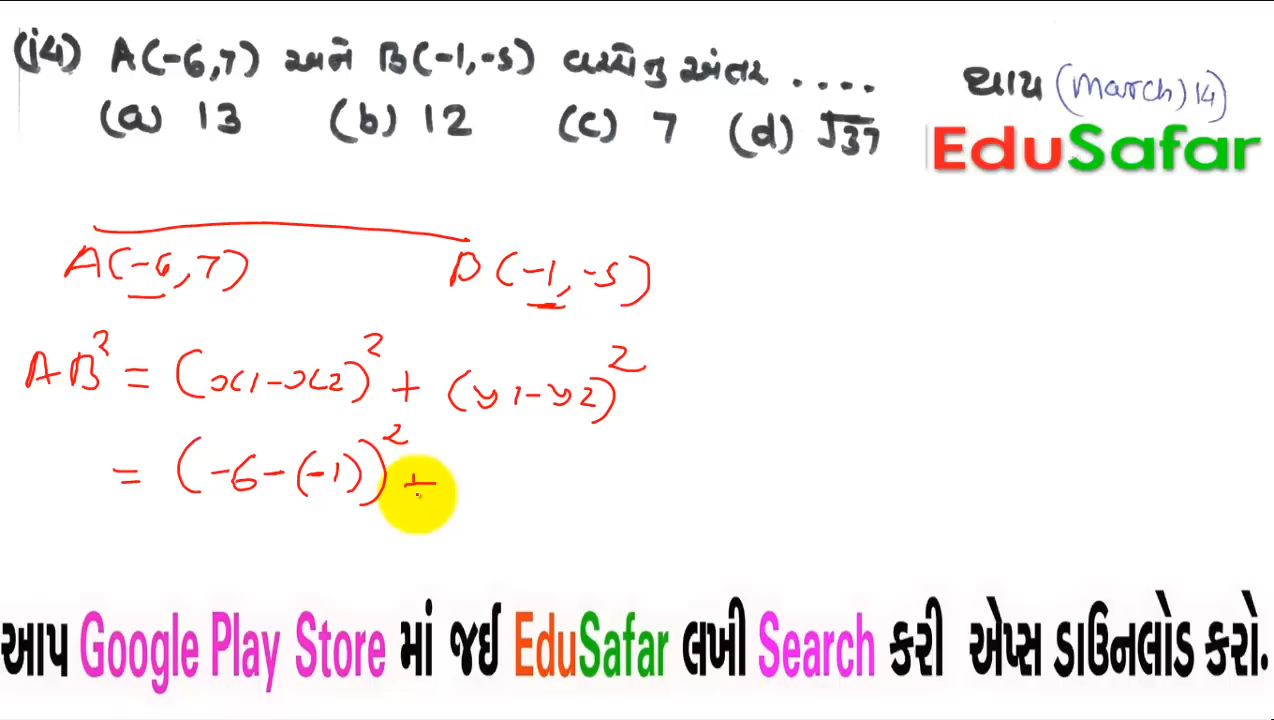 (14) A(-6,7) અને B(-1,-5) વચ્ચેનુ અંતર .... થાય (March) 14)
(a) 13 (b) 12 (c) 7 (d) √37
EduSafar
A(-6,7) B(-1,-5)
AB² = (x1-x2)² + (y1-y2)²
= (-6-(-1))² +
આપ Google Play Store માં જઈ EduSafar લખી Search કરી એપ્સ ડાઉનલોડ કરો.